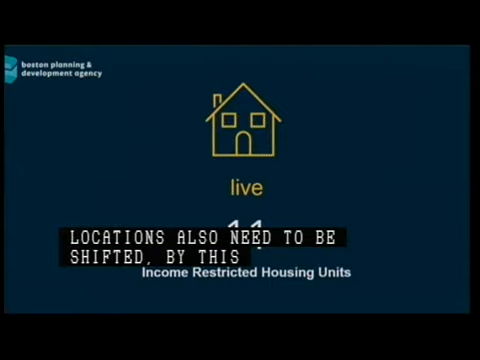 boston planning &
development agency
live
LOCATIONS ALSO NEED TO BE
SHIFTED, BY THIS
Income Restricted Housing Units